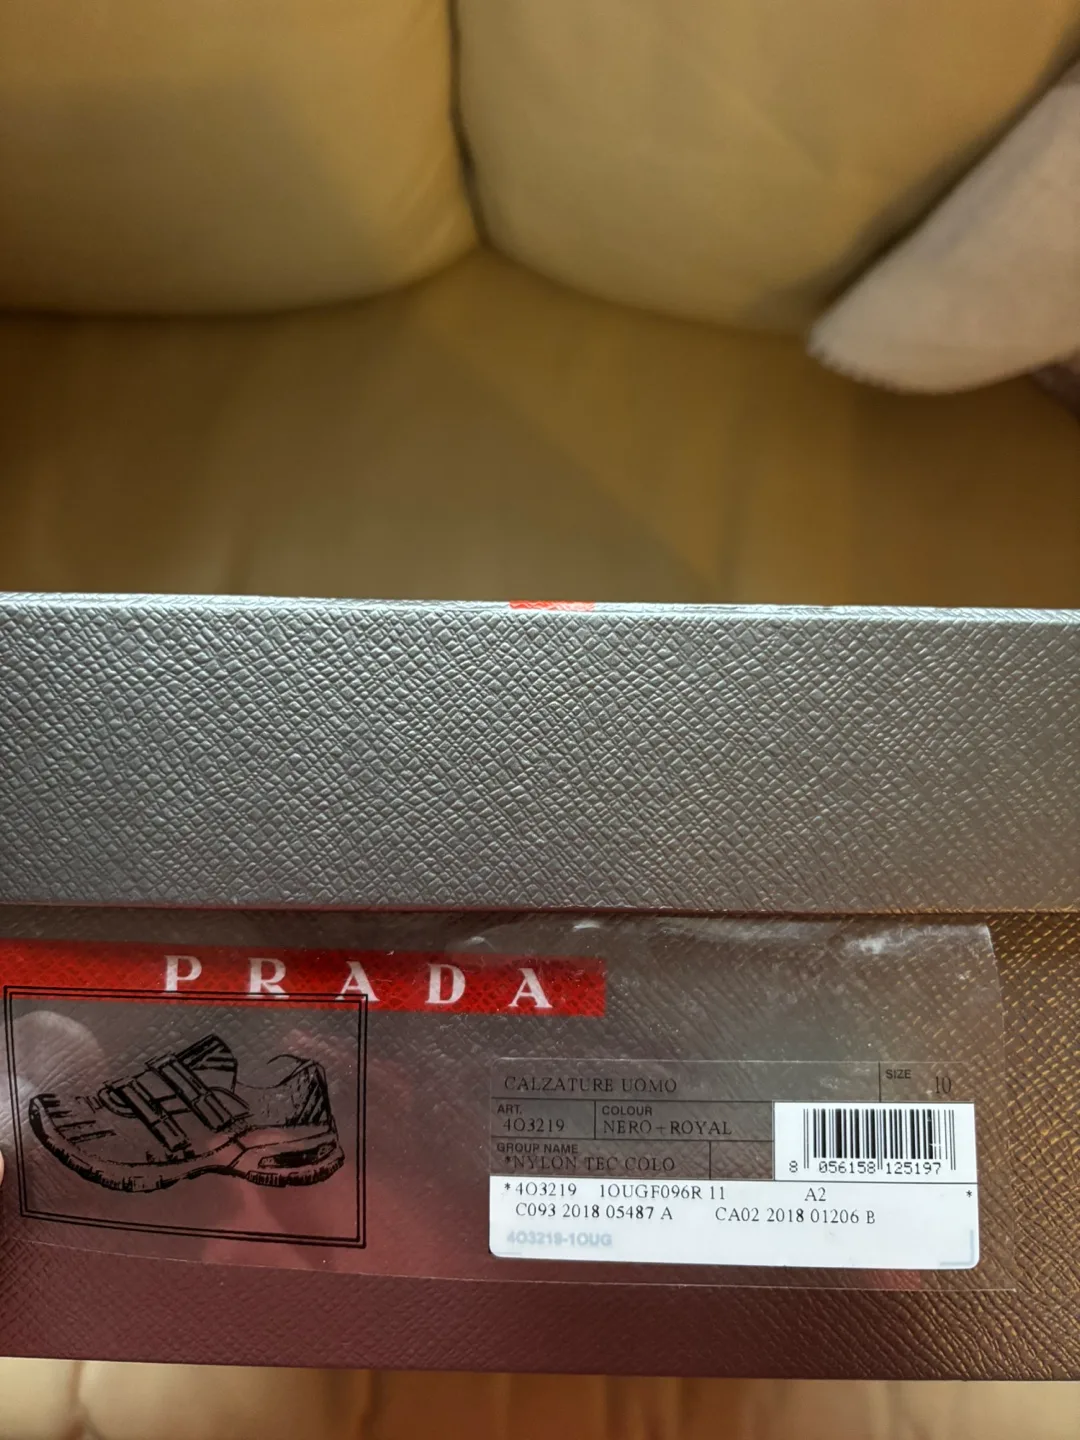 PRADA
CALZATURE UOMO
SIZE 10
ART.
4O3219
COLOUR
NERO+ROYAL
GROUP NAME
*NYLON TEC COLO
8 056158 125197
*4O3219 1OUGF096R 11 A2 *
C093 2018 05487 A CA02 2018 01206 B
4O3219-1OUG